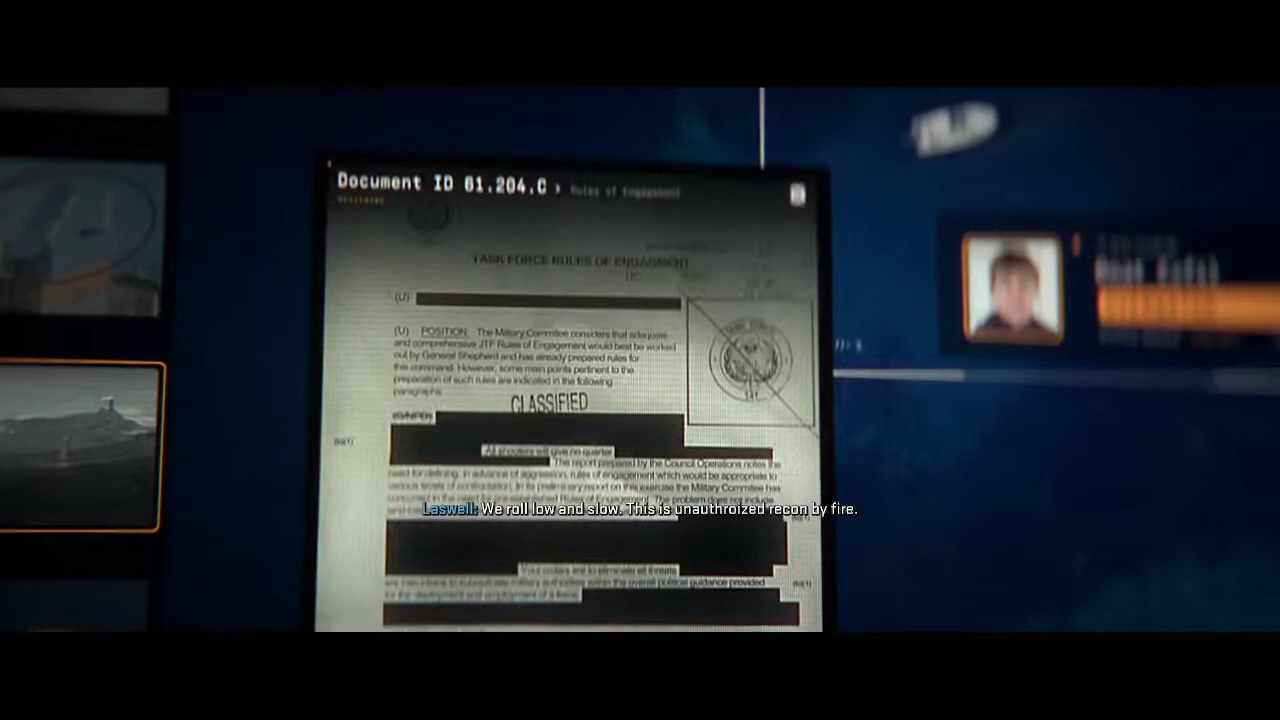 Document ID 61.204.C › Rules of Engagement
TASK FORCE RULES OF ENGAGMENT
(U)
(U) POSITION: The Military Commitee considers that adequate
and comprehensive JTF Rules of Engagement would best be worked
out by General Shepherd and has already prepared rules for
this command. However, some main points pertinent to the
preparation of such rules are indicated in the following
paragraphs.
CLASSIFIED
All shooters will give no quarter
The report prepared by the Council Operations notes the
need for defining. In advance of aggression, rules of engagement which would be appropriate to
various levels of confrontation. In its preliminary report on this exercise the Military Commitee has
concurred in the need for pre-established Rules of Engagement. The problem does not include
Laswell: We roll low and slow. This is unauthroized recon by fire.
Your orders are to eliminate all threats
military authorities within the overall political guidance provided
for the deployment and employment of a force.